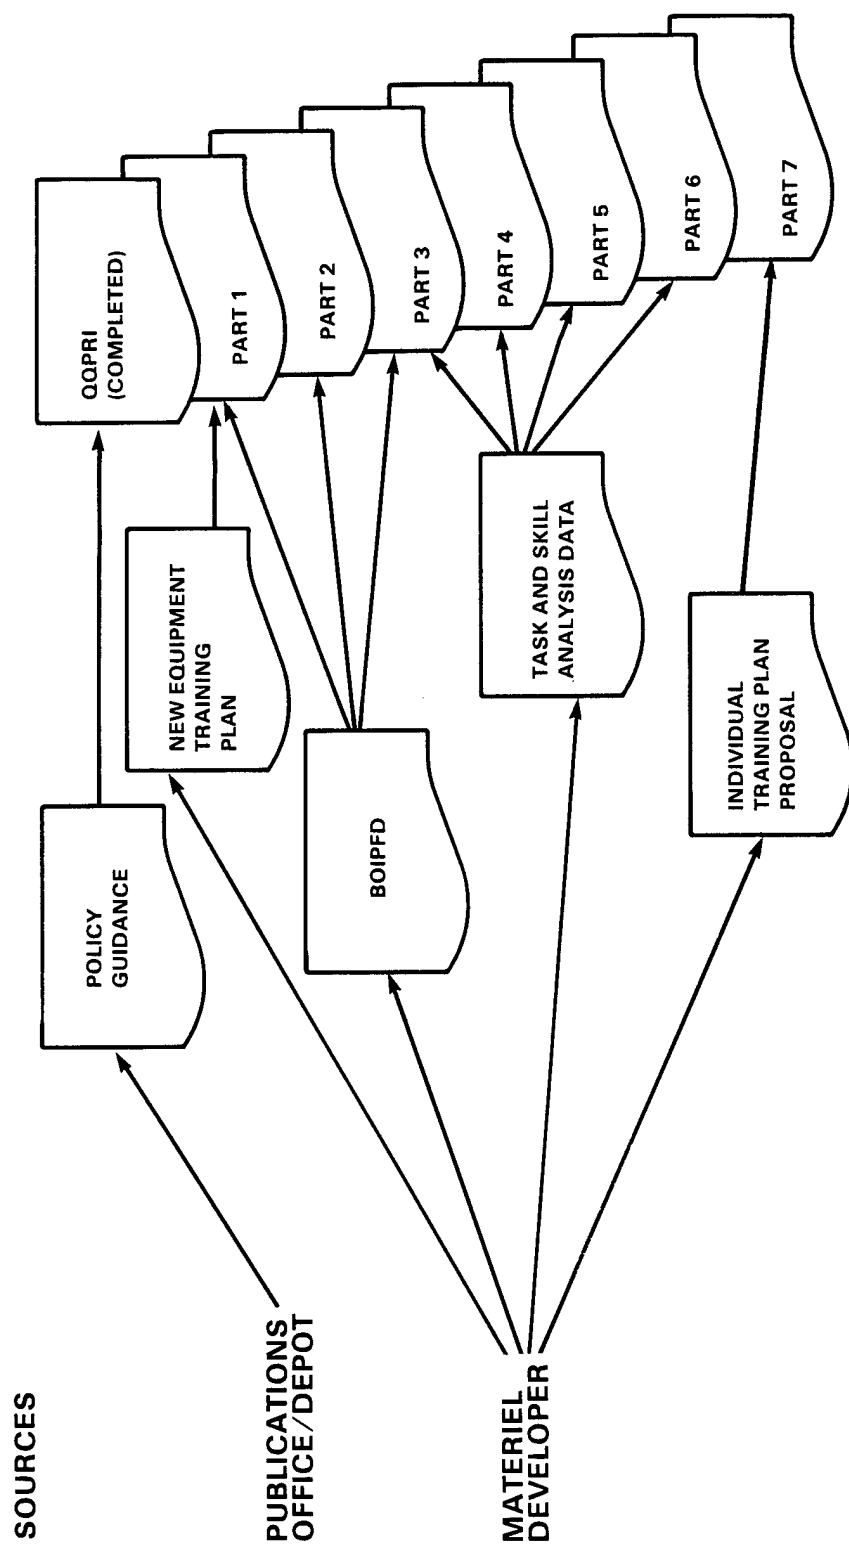 SOURCES
PUBLICATIONS
OFFICE/DEPOT
MATERIEL
DEVELOPER
POLICY
GUIDANCE
NEW EQUIPMENT
TRAINING
PLAN
BOIPFD
TASK AND SKILL
ANALYSIS DATA
INDIVIDUAL
TRAINING PLAN
PROPOSAL
QQPRI
(COMPLETED)
PART 1
PART 2
PART 3
PART 4
PART 5
PART 6
PART 7